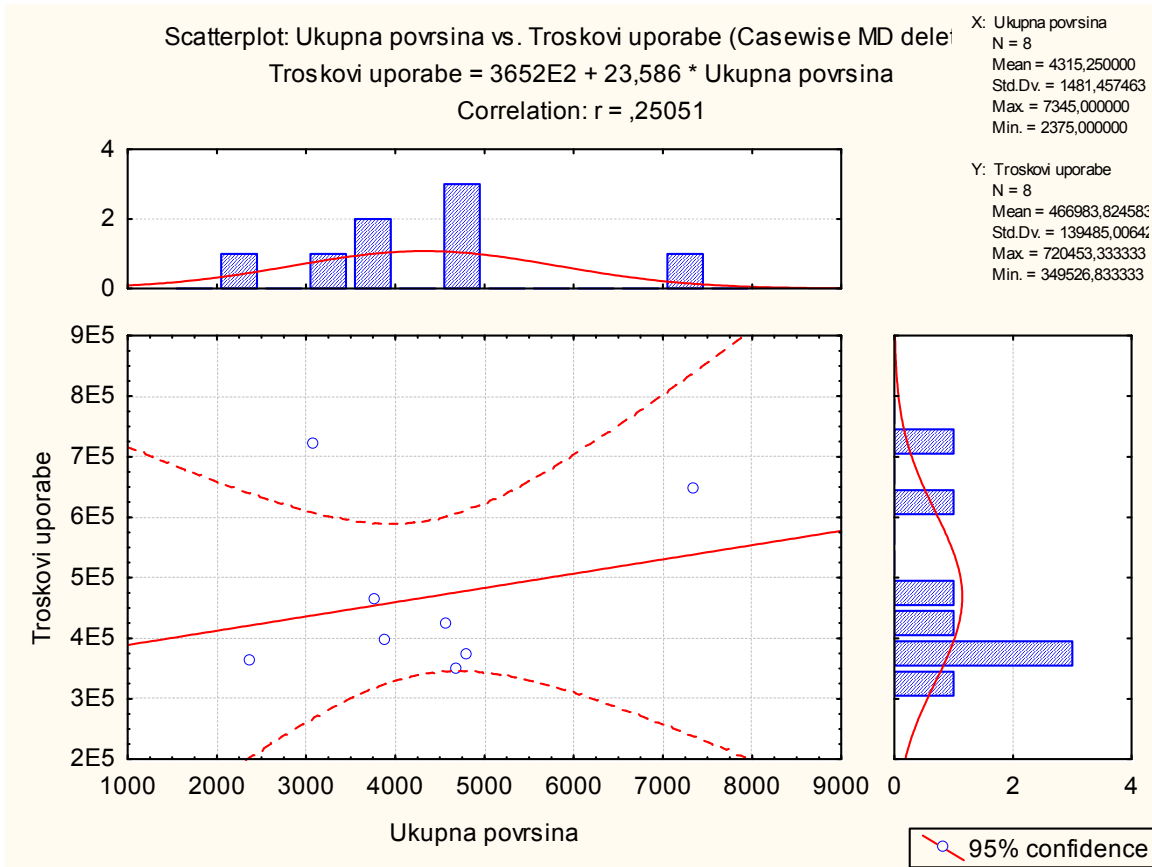 Scatterplot: Ukupna povrsina vs. Troskovi uporabe (Casewise MD delet
Troskovi uporabe = 3652E2 + 23,586 * Ukupna povrsina
Correlation: r = ,25051
X: Ukupna povrsina
N = 8
Mean = 4315,250000
Std.Dv. = 1481,457463
Max. = 7345,000000
Min. = 2375,000000
Y: Troskovi uporabe
N = 8
Mean = 466983,824583
Std.Dv. = 139485,00642
Max. = 720453,333333
Min. = 349526,833333
4
2
0
9E5
8E5
7E5
6E5
5E5
4E5
3E5
2E5
Troskovi uporabe
1000 2000 3000 4000 5000 6000 7000 8000 9000
Ukupna povrsina
0 2 4
95% confidence